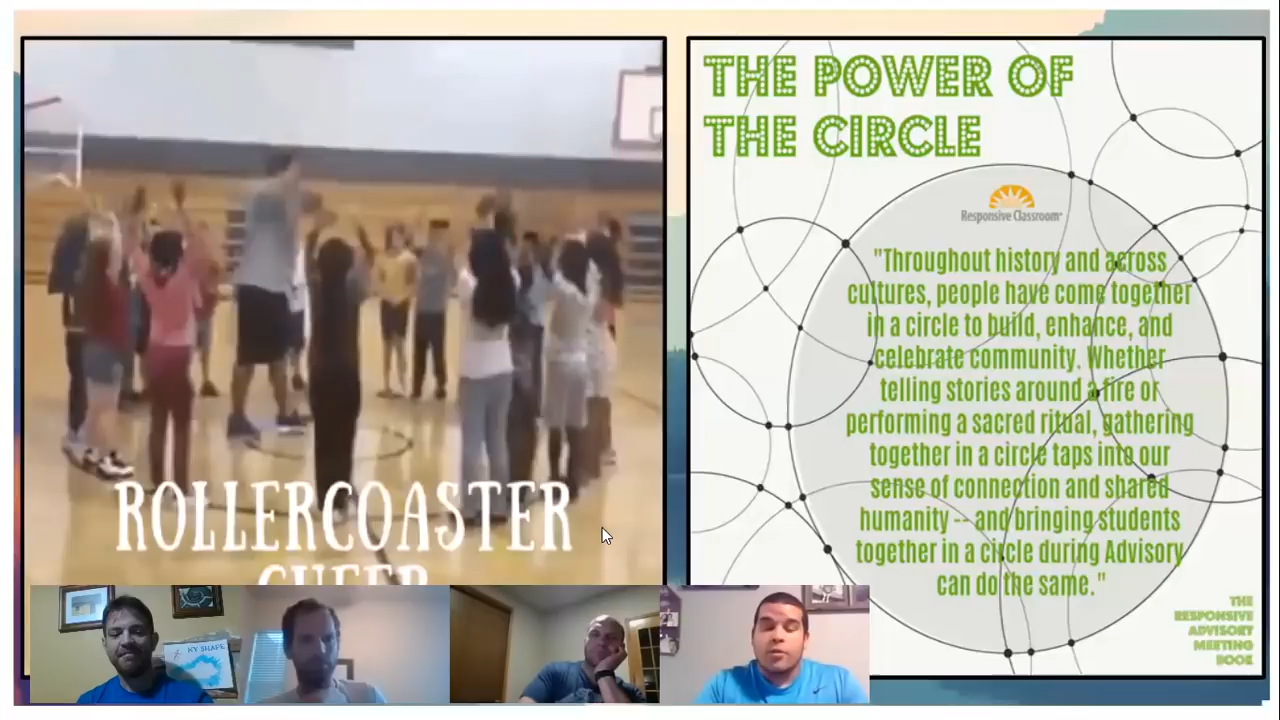 THE POWER OF
THE CIRCLE
Responsive Classroom®
"Throughout history and across
cultures, people have come together
in a circle to build, enhance, and
celebrate community. Whether
telling stories around a fire or
performing a sacred ritual, gathering
together in a circle taps into our
sense of connection and shared
humanity -- and bringing students
together in a circle during Advisory
can do the same."
THE
RESPONSIVE
ADVISORY
MEETING
BOOK
ROLLERCOASTER
CHEER
KY SHAPE